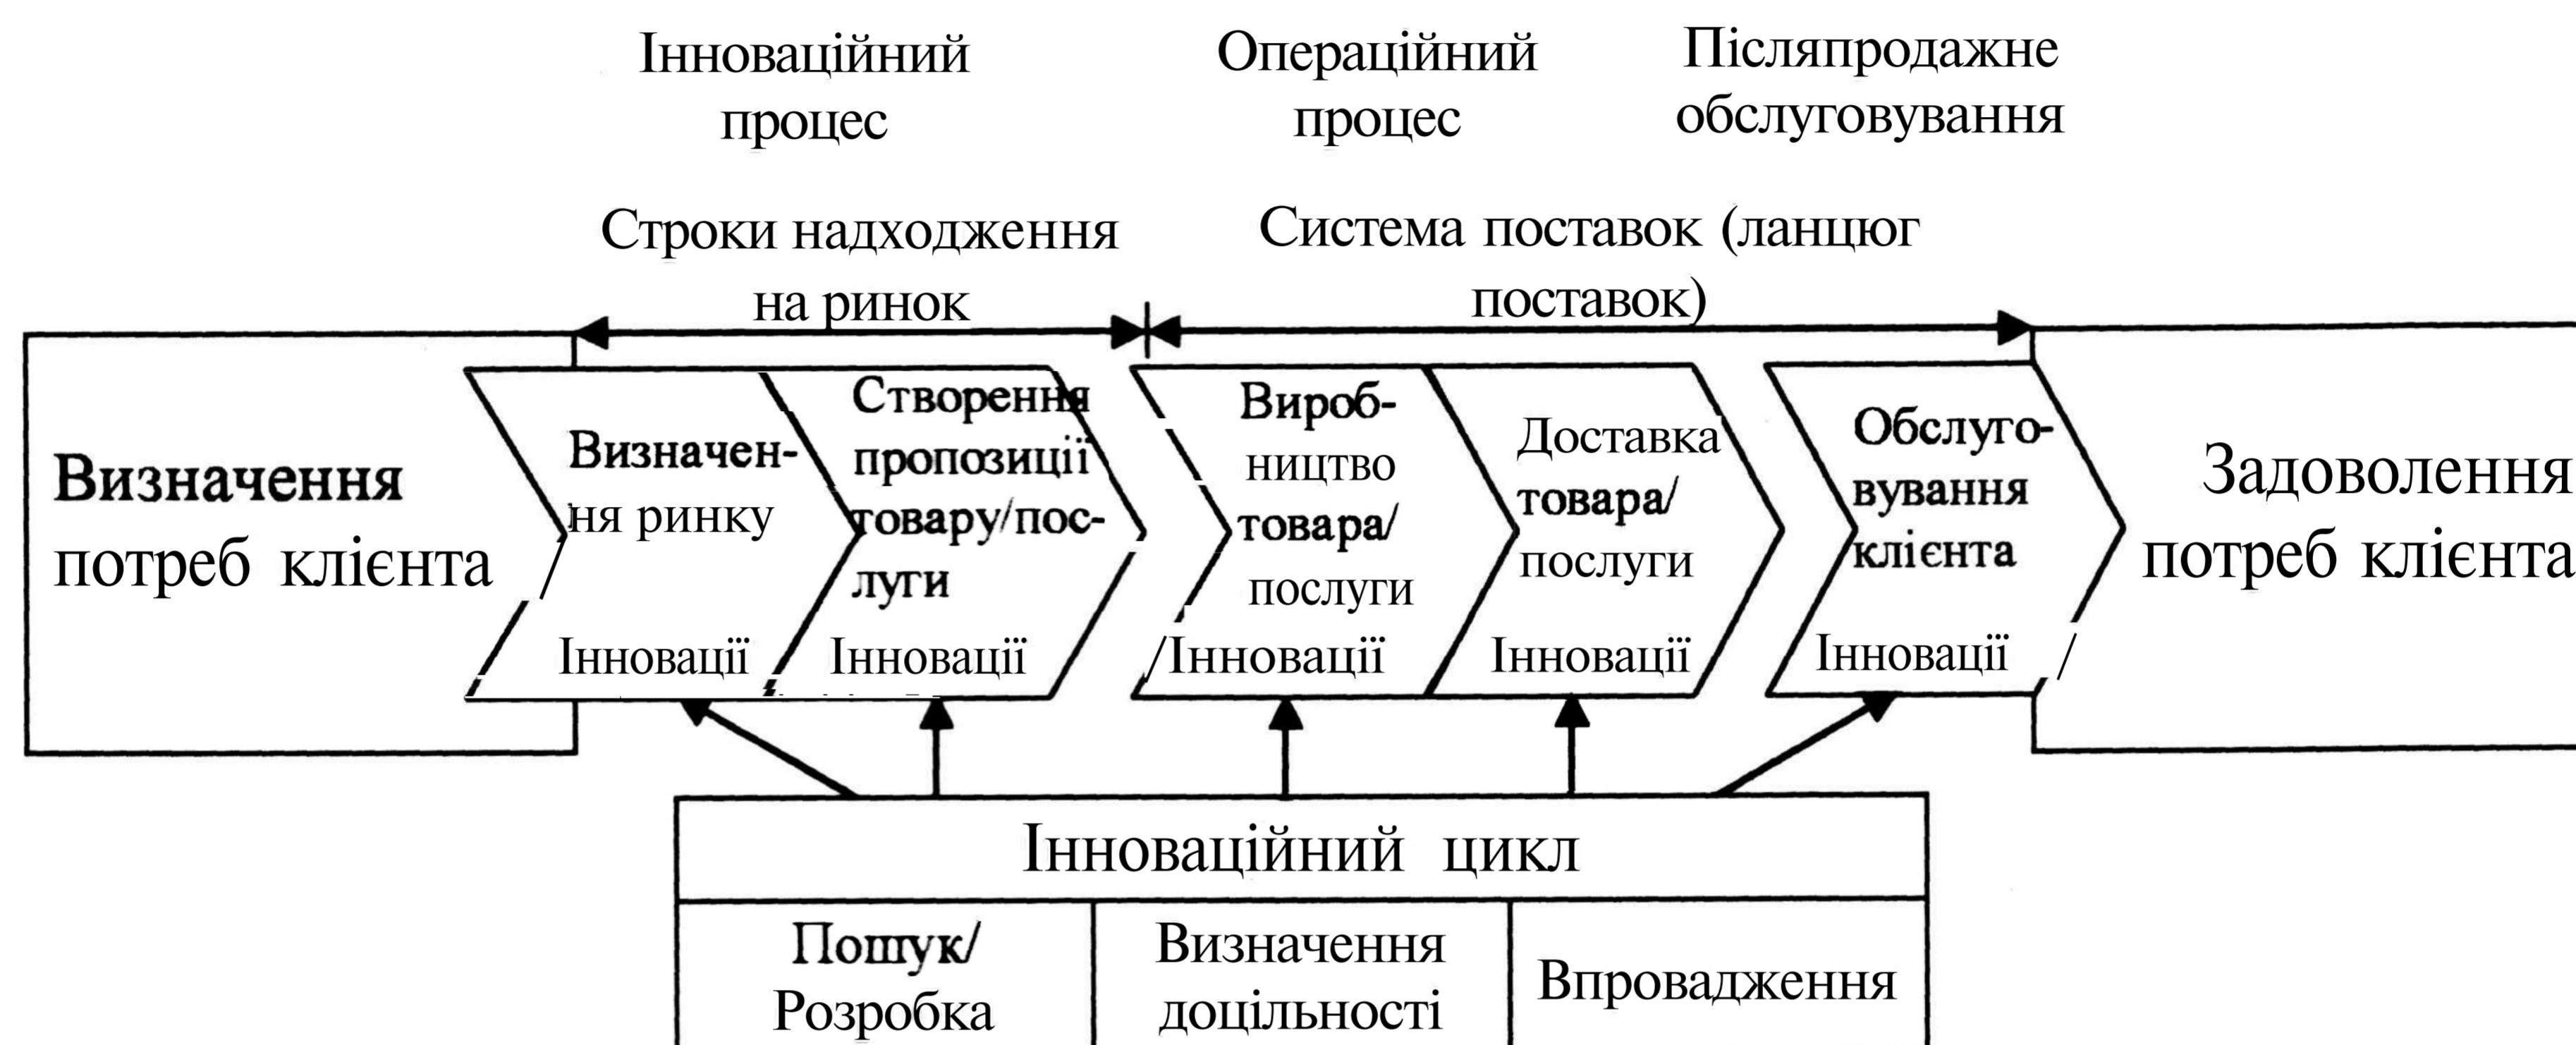 Інноваційний
процес
Операційний
процес
Післяпродажне
обслуговування
Строки надходження
на ринок
Система поставок (ланцюг
поставок)
Визначення
потреб клієнта
Визначен-
ня ринку
Інновації
Створення
пропозиції
товару/пос-
луги
Інновації
Вироб-
ництво
товара/
послуги
Інновації
Доставка
товара/
послуги
Інновації
Обслуго-
вування
клієнта
Інновації
Задоволення
потреб клієнта
Інноваційний цикл
Пошук/
Розробка
Визначення
доцільності
Впровадження